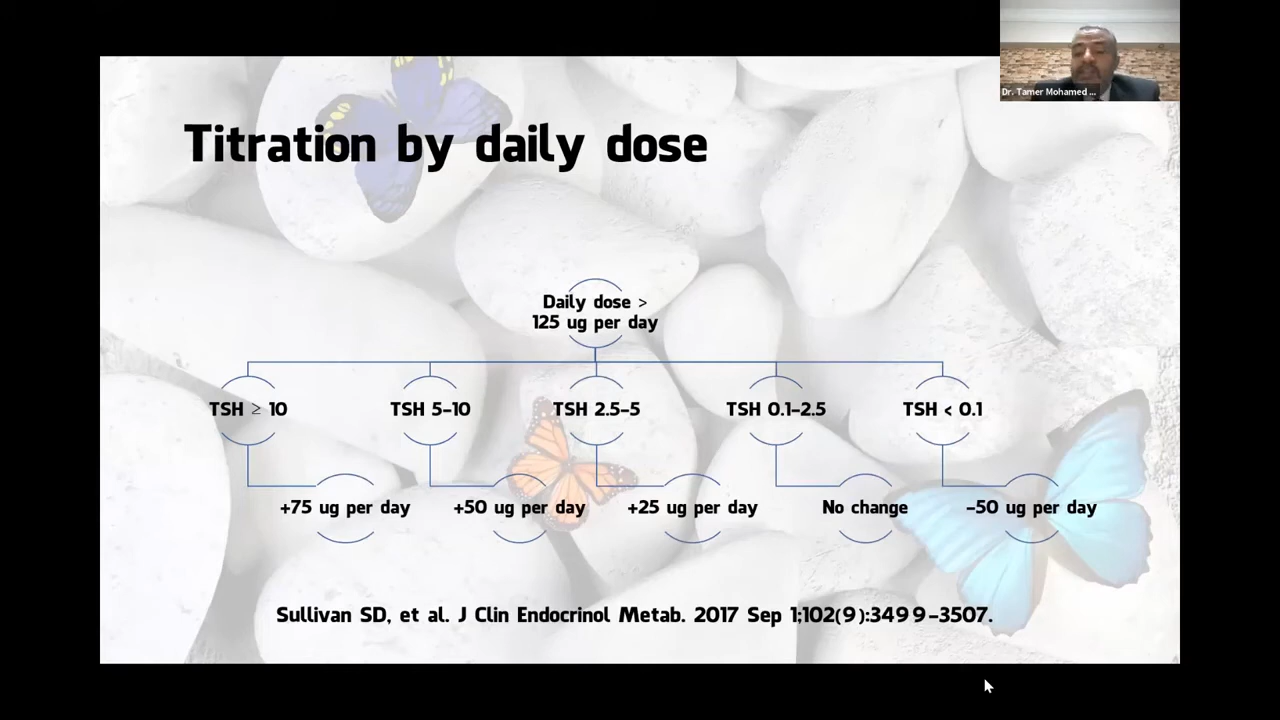 Dr. Tamer Mohamed ...
Titration by daily dose
Daily dose >
125 ug per day
TSH ≥ 10
TSH 5-10
TSH 2.5-5
TSH 0.1-2.5
TSH < 0.1
+75 ug per day
+50 ug per day
+25 ug per day
No change
-50 ug per day
Sullivan SD, et al. J Clin Endocrinol Metab. 2017 Sep 1;102(9):3499-3507.